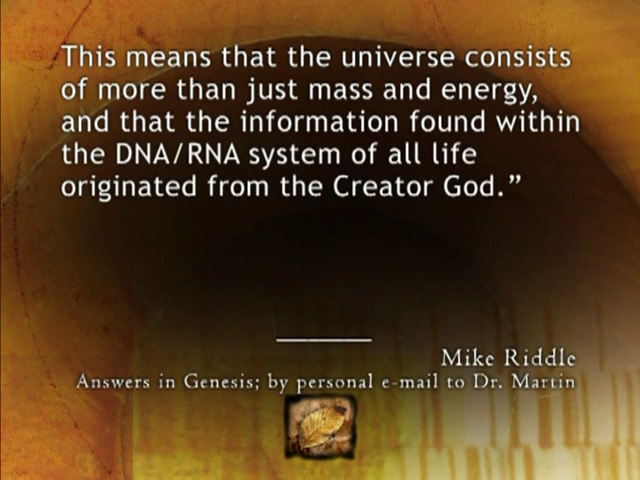 This means that the universe consists
of more than just mass and energy,
and that the information found within
the DNA/RNA system of all life
originated from the Creator God.”
Mike Riddle
Answers in Genesis; by personal e-mail to Dr. Martin